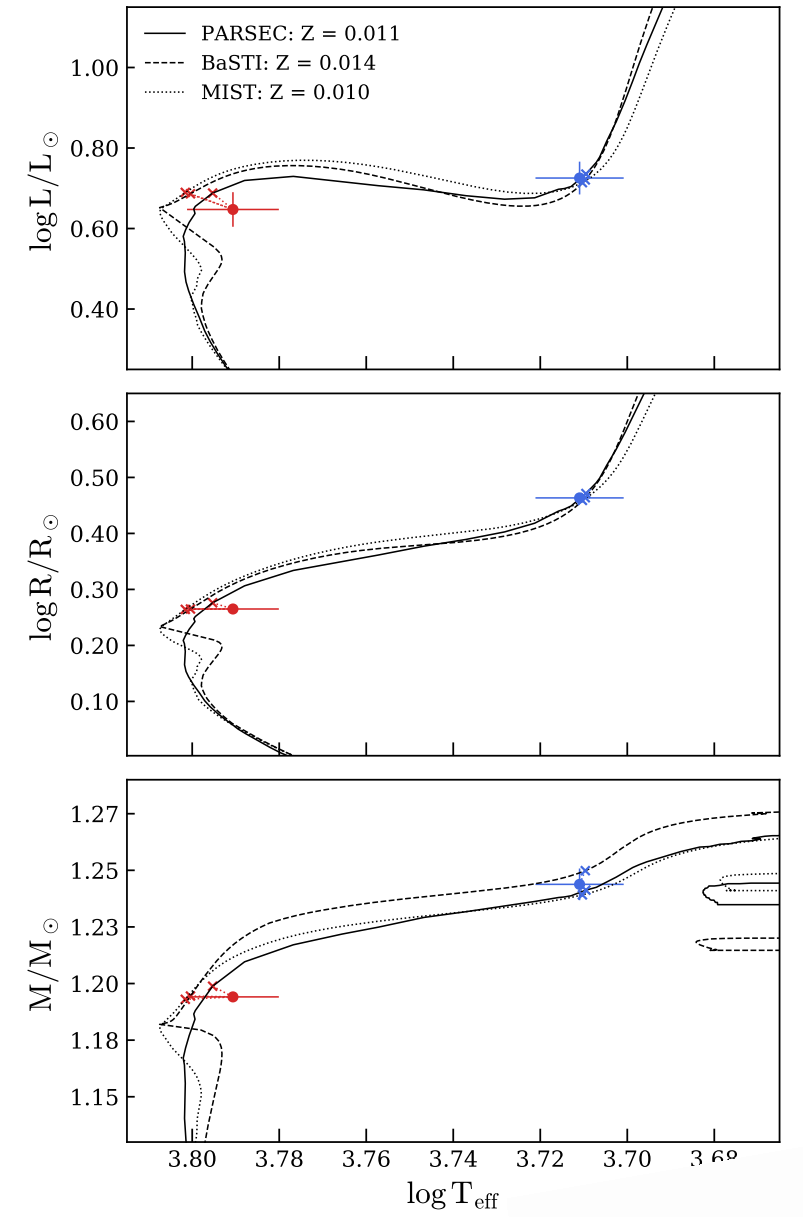 PARSEC: Z = 0.011
BaSTI: Z = 0.014
MIST: Z = 0.010
1.00
0.80
0.60
0.40
log L/L☉
0.60
0.50
0.40
0.30
0.20
0.10
log R/R☉
1.27
1.25
1.23
1.20
1.18
1.15
M/M☉
3.80 3.78 3.76 3.74 3.72 3.70
log Teff